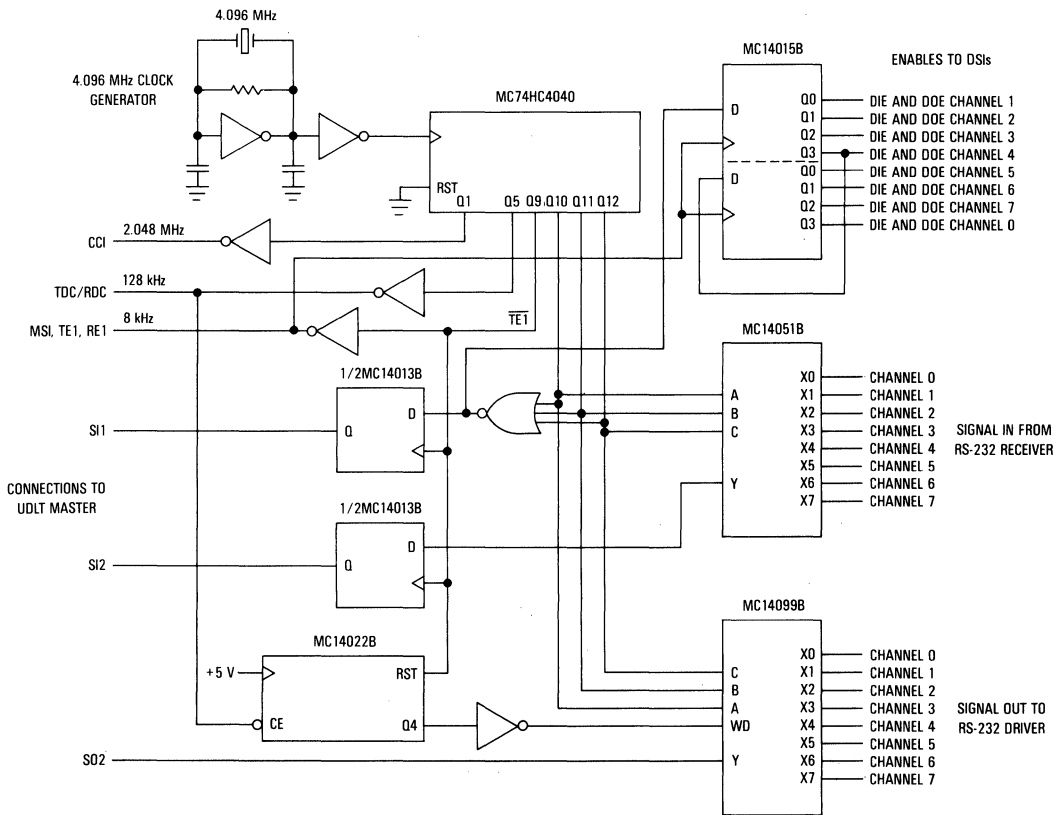 4.096 MHz
4.096 MHz CLOCK
GENERATOR
MC74HC4040
RST
Q1
Q5
Q9
Q10
Q11
Q12
MC14015B
ENABLES TO DSIs
D
Q0
DIE AND DOE CHANNEL 1
Q1
DIE AND DOE CHANNEL 2
Q2
DIE AND DOE CHANNEL 3
Q3
DIE AND DOE CHANNEL 4
D
Q0
DIE AND DOE CHANNEL 5
Q1
DIE AND DOE CHANNEL 6
Q2
DIE AND DOE CHANNEL 7
Q3
DIE AND DOE CHANNEL 0
CCI
2.048 MHz
TDC/RDC
128 kHz
MSI, TE1, RE1
8 kHz
TE1
1/2MC14013B
D
Q
SI1
CONNECTIONS TO
UDLT MASTER
1/2MC14013B
D
Q
SI2
MC14051B
A
B
C
Y
X0
CHANNEL 0
X1
CHANNEL 1
X2
CHANNEL 2
X3
CHANNEL 3
X4
CHANNEL 4
X5
CHANNEL 5
X6
CHANNEL 6
X7
CHANNEL 7
SIGNAL IN FROM
RS-232 RECEIVER
MC14022B
+5 V
RST
CE
Q4
SO2
MC14099B
C
B
A
WD
Y
X0
CHANNEL 0
X1
CHANNEL 1
X2
CHANNEL 2
X3
CHANNEL 3
X4
CHANNEL 4
X5
CHANNEL 5
X6
CHANNEL 6
X7
CHANNEL 7
SIGNAL OUT TO
RS-232 DRIVER